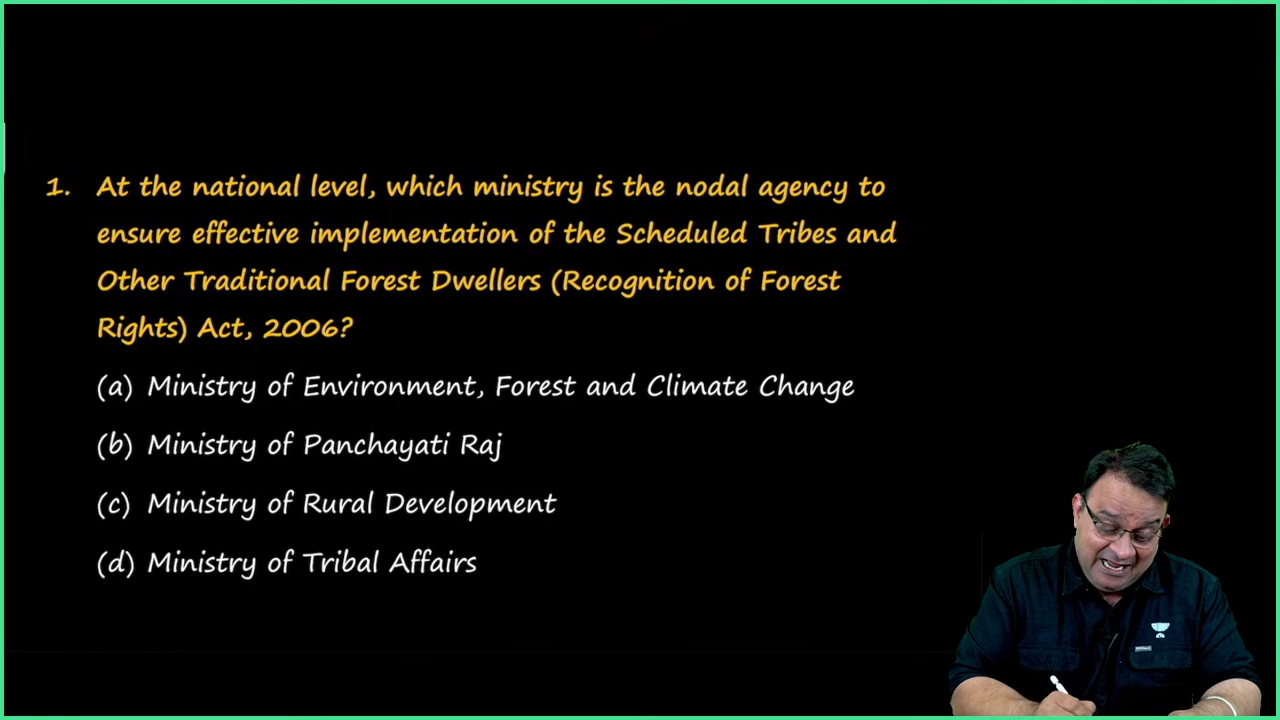 1. At the national level, which ministry is the nodal agency to
ensure effective implementation of the Scheduled Tribes and
Other Traditional Forest Dwellers (Recognition of Forest
Rights) Act, 2006?
(a) Ministry of Environment, Forest and Climate Change
(b) Ministry of Panchayati Raj
(c) Ministry of Rural Development
(d) Ministry of Tribal Affairs